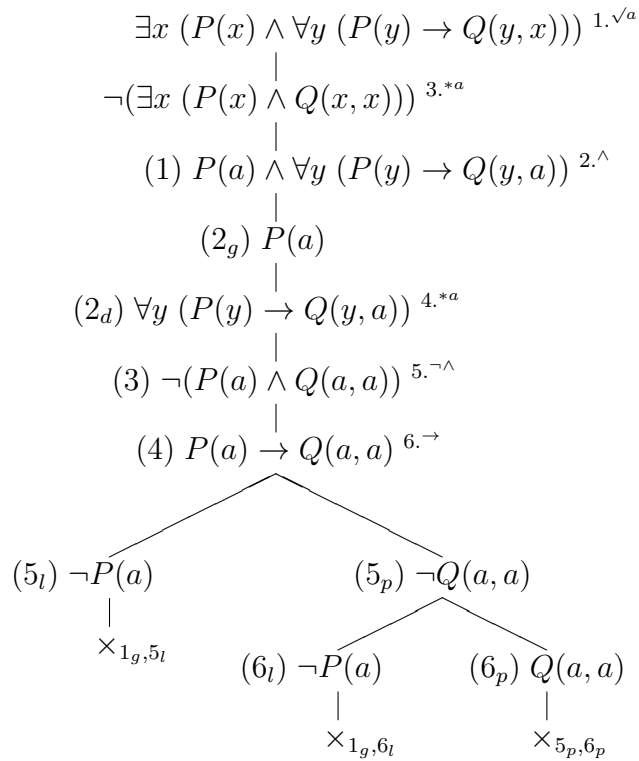 ∃x (P(x) ∧ ∀y (P(y) → Q(y, x))) 1.√a
¬(∃x (P(x) ∧ Q(x, x))) 3.∗a
(1) P(a) ∧ ∀y (P(y) → Q(y, a)) 2.∧
(2g) P(a)
(2d) ∀y (P(y) → Q(y, a)) 4.∗a
(3) ¬(P(a) ∧ Q(a, a)) 5.¬∧
(4) P(a) → Q(a, a) 6.→
(5l) ¬P(a) (5p) ¬Q(a, a)
×1g,5l
(6l) ¬P(a) (6p) Q(a, a)
×1g,6l ×5p,6p